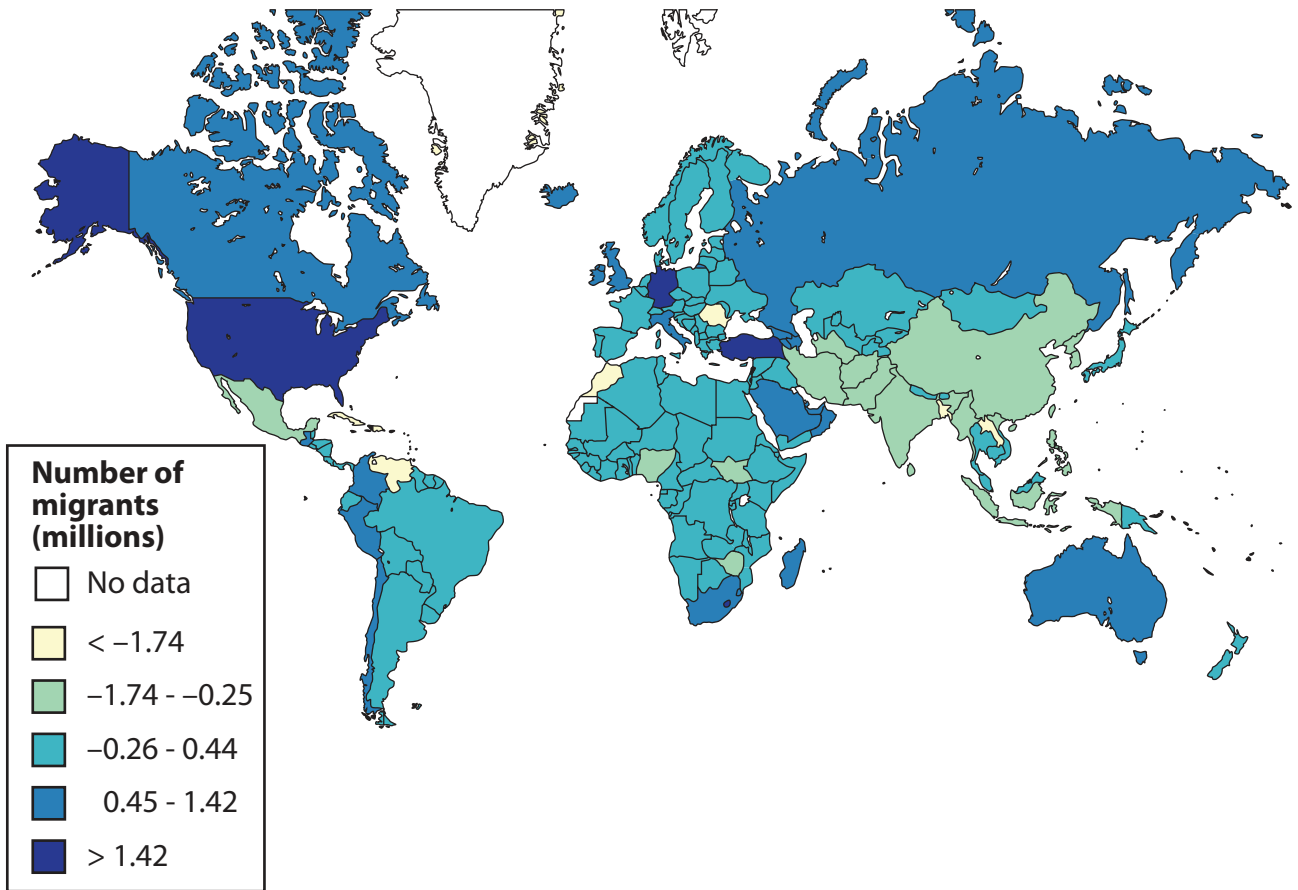 Number of
migrants
(millions)
No data
< –1.74
–1.74 - –0.25
–0.26 - 0.44
0.45 - 1.42
> 1.42